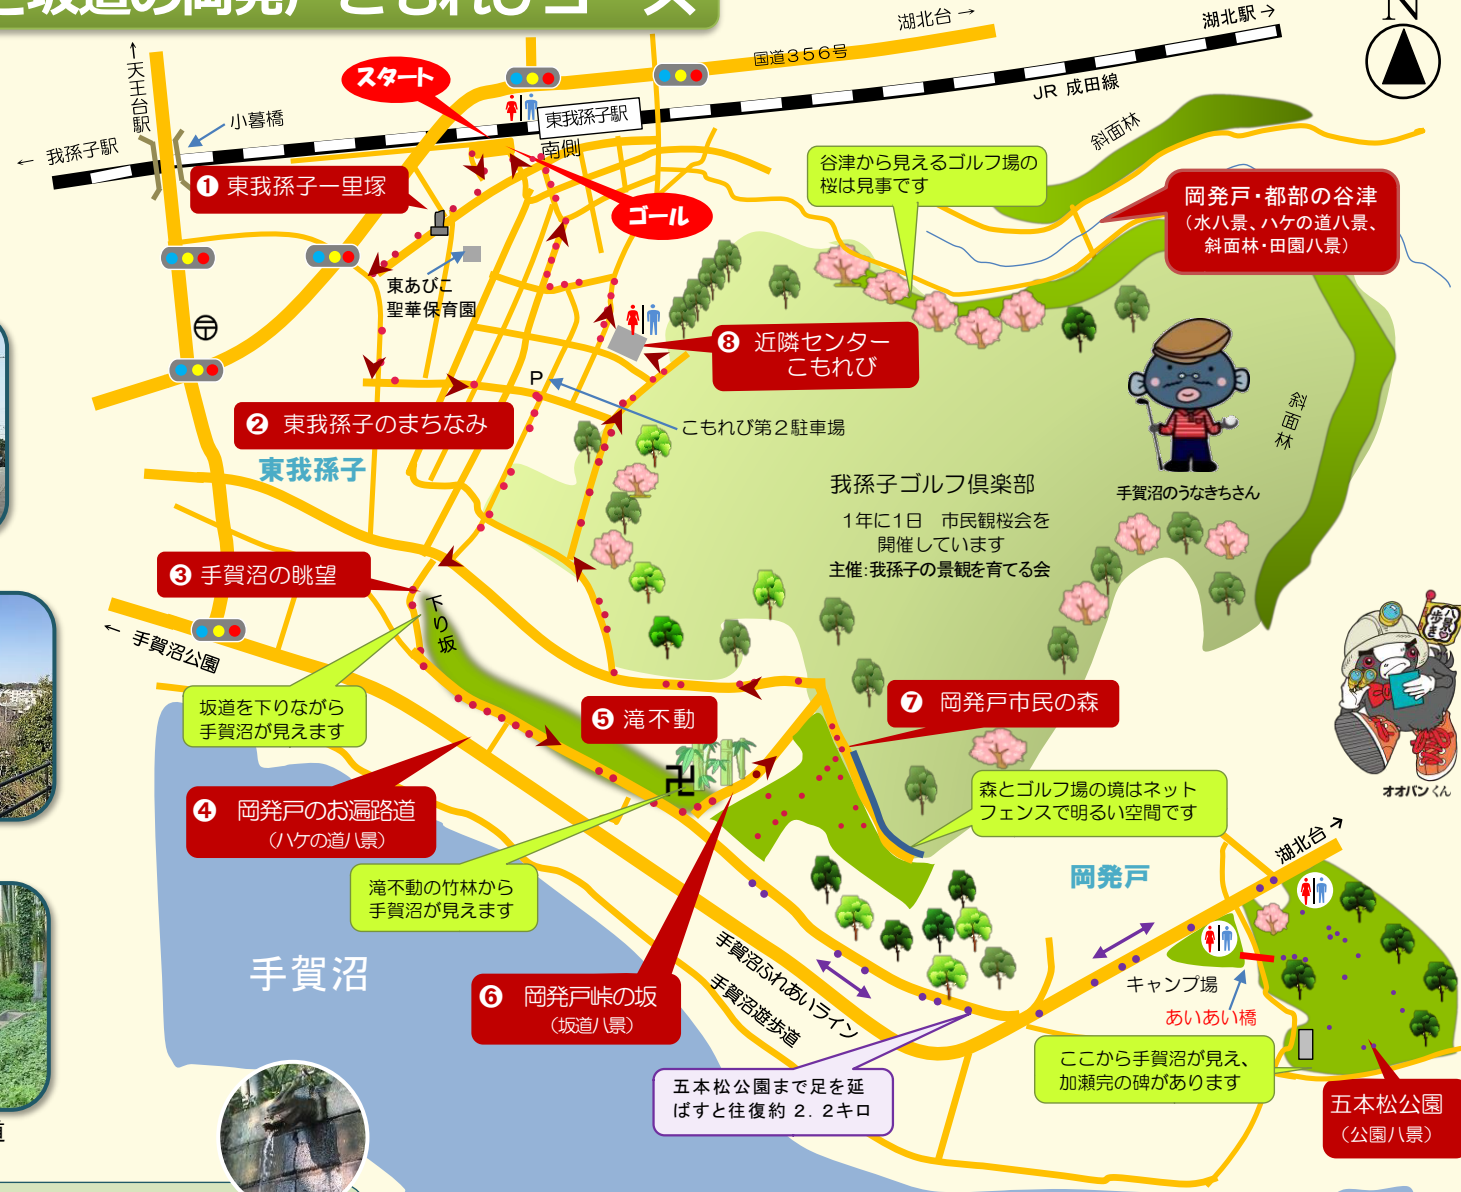 と坂道の岡発戸こもれびコース
湖北台→
湖北駅→
N
国道356号
JR 成田線
←天王台駅
小暮橋
← 我孫子駅
スタート
東我孫子駅
南側
ゴール
斜面林
谷津から見えるゴルフ場の
桜は見事です
岡発戸・都部の谷津
(水八景、ハケの道八景、
斜面林・田園八景)
❶ 東我孫子一里塚
東あびこ
聖華保育園
〒
❽ 近隣センター
こもれび
P
こもれび第2駐車場
❷ 東我孫子のまちなみ
東我孫子
斜面林
我孫子ゴルフ倶楽部
1年に1日 市民観桜会を
開催しています
主催:我孫子の景観を育てる会
手賀沼のうなきちさん
❸ 手賀沼の眺望
下り坂
← 手賀沼公園
坂道を下りながら
手賀沼が見えます
❺ 滝不動
卍
❼ 岡発戸市民の森
八景歩き
オオバンくん
❹ 岡発戸のお遍路道
(ハケの道八景)
森とゴルフ場の境はネット
フェンスで明るい空間です
滝不動の竹林から
手賀沼が見えます
岡発戸
湖北台→
手賀沼
手賀沼ふれあいライン
手賀沼遊歩道
❻ 岡発戸峠の坂
(坂道八景)
キャンプ場
あいあい橋
ここから手賀沼が見え、
加瀬完の碑があります
五本松公園まで足を延
ばすと往復約 2.2キロ
五本松公園
(公園八景)